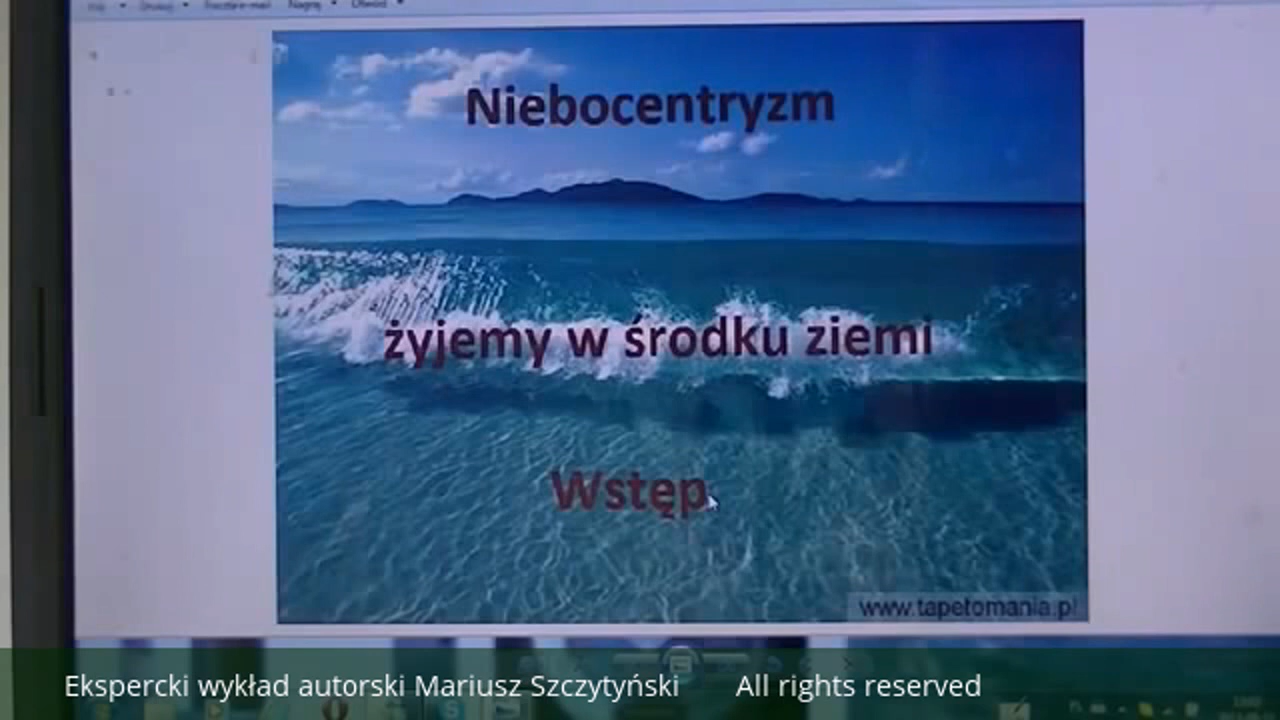 Niebocentryzm
żyjemy w środku ziemi
Wstęp
www.tapetomania.pl
Ekspercki wykład autorski Mariusz Szczytyński All rights reserved